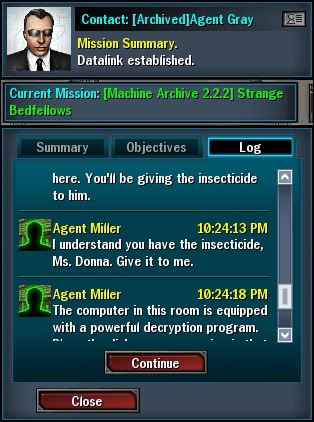 Contact: [Archived]Agent Gray
Mission Summary.
Datalink established.
Current Mission: [Machine Archive 2.2.2] Strange
Bedfellows
Summary
Objectives
Log
here. You'll be giving the insecticide
to him.
Agent Miller 10:24:13 PM
I understand you have the insecticide,
Ms. Donna. Give it to me.
Agent Miller 10:24:18 PM
The computer in this room is equipped
with a powerful decryption program.
Continue
Close